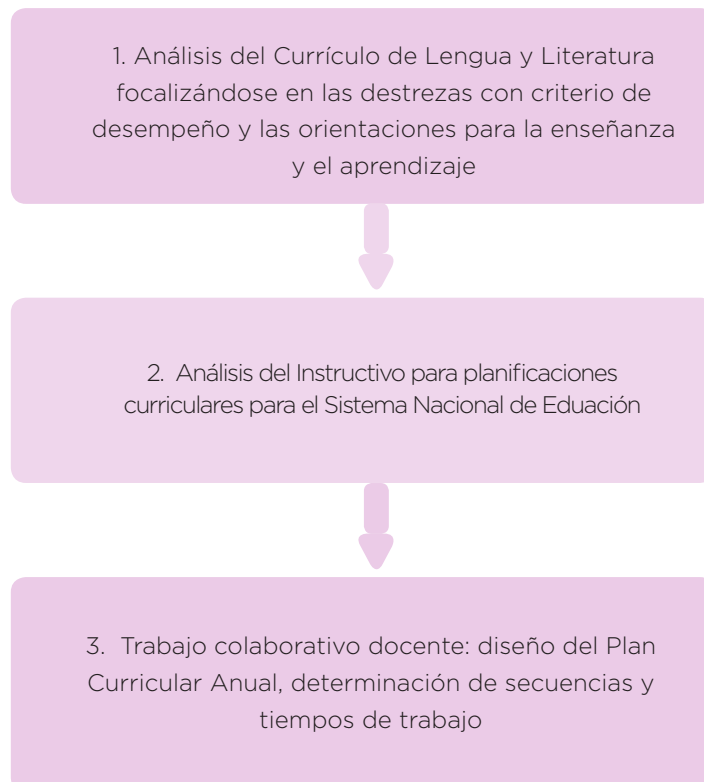 1. Análisis del Currículo de Lengua y Literatura
focalizándose en las destrezas con criterio de
desempeño y las orientaciones para la enseñanza
y el aprendizaje
2. Análisis del Instructivo para planificaciones
curriculares para el Sistema Nacional de Eduación
3. Trabajo colaborativo docente: diseño del Plan
Curricular Anual, determinación de secuencias y
tiempos de trabajo